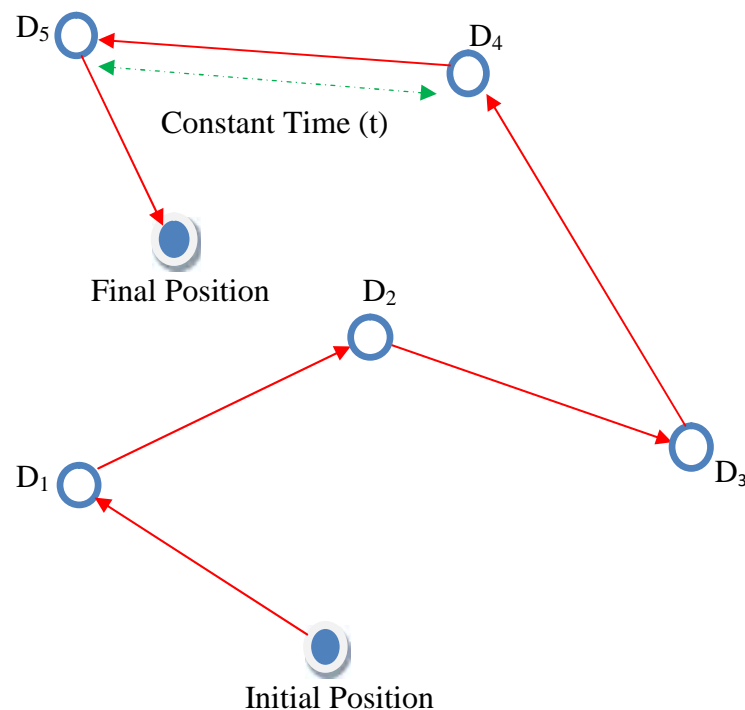 D₅
D₄
Constant Time (t)
Final Position
D₂
D₁
D₃
Initial Position